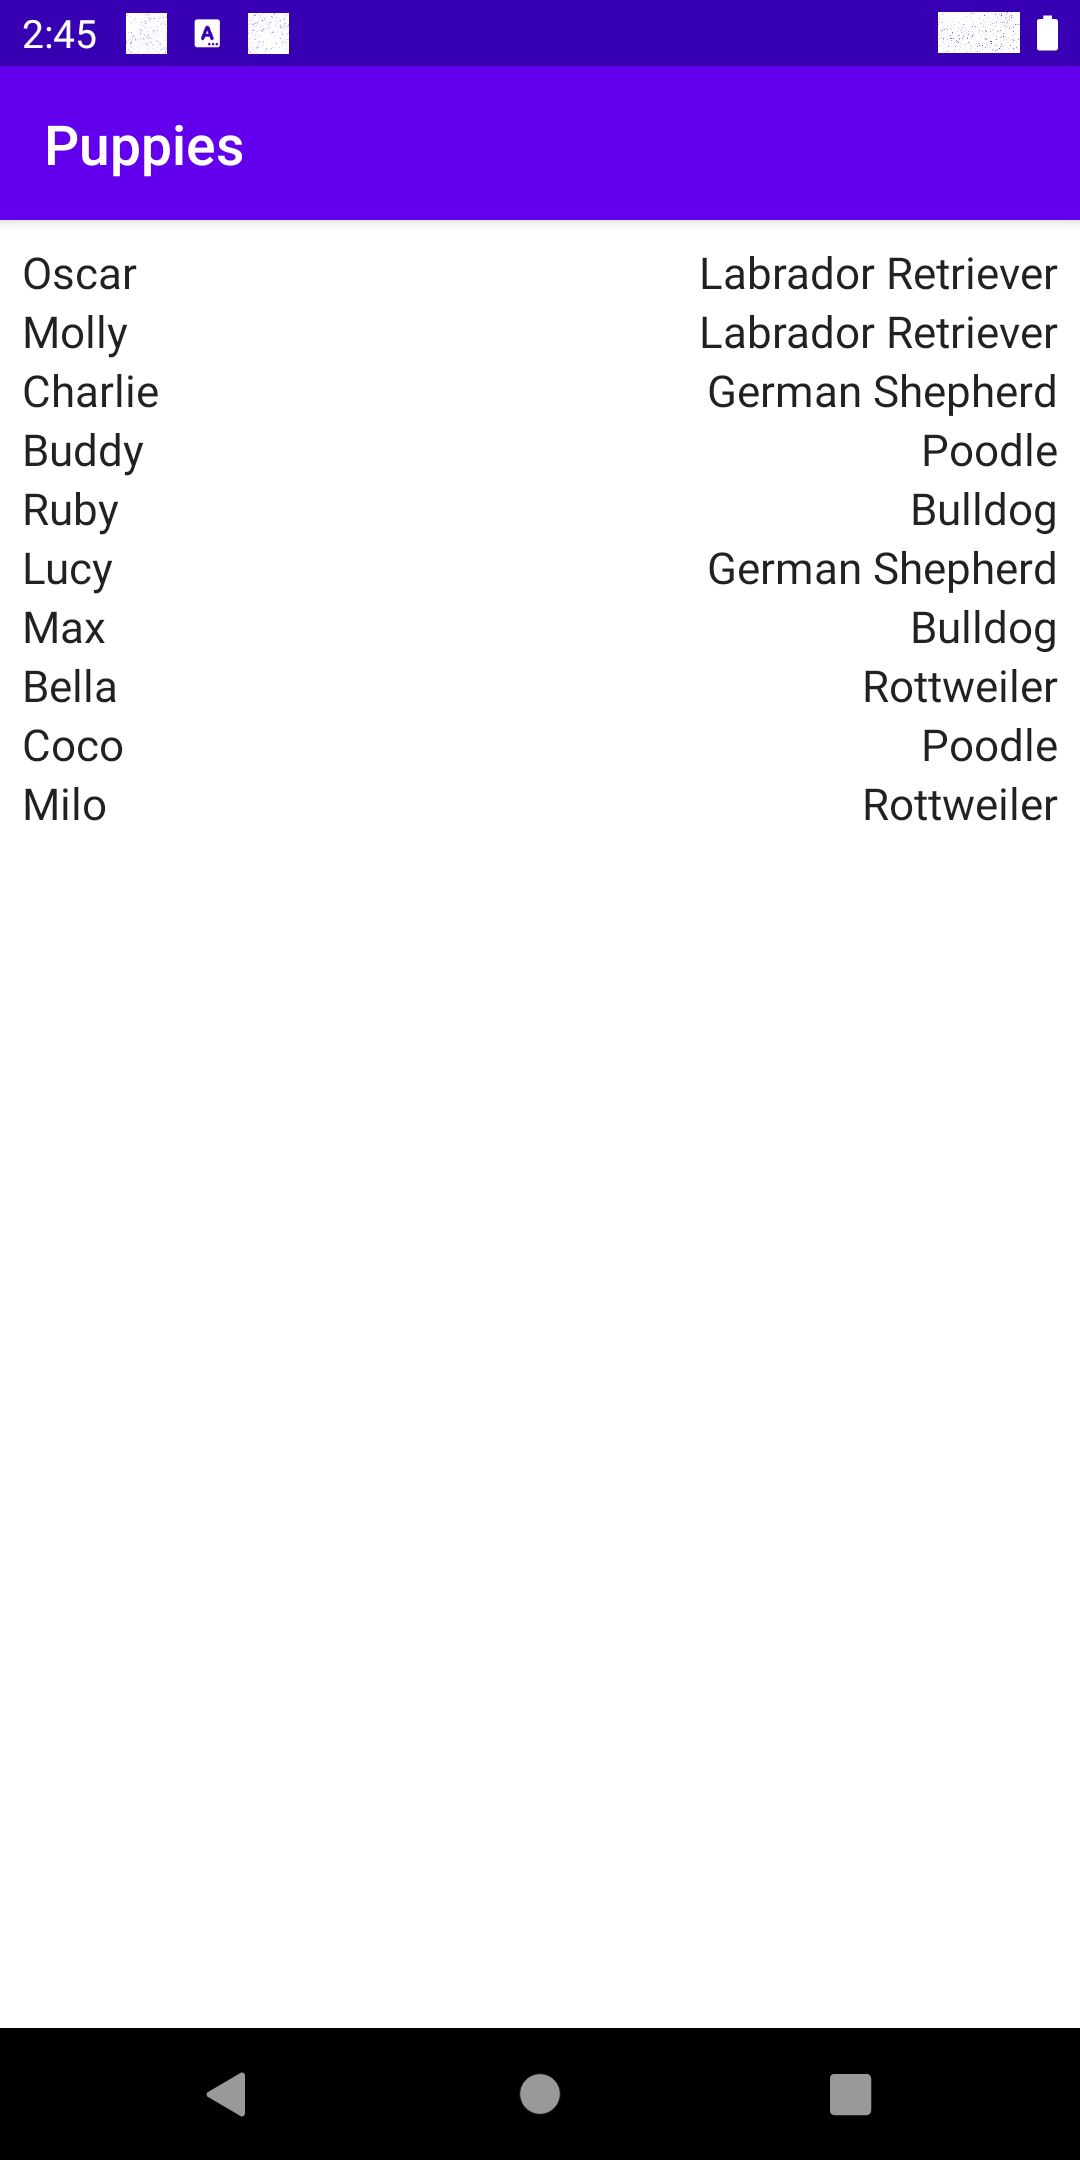 2:45
Puppies
Oscar Labrador Retriever
Molly Labrador Retriever
Charlie German Shepherd
Buddy Poodle
Ruby Bulldog
Lucy German Shepherd
Max Bulldog
Bella Rottweiler
Coco Poodle
Milo Rottweiler